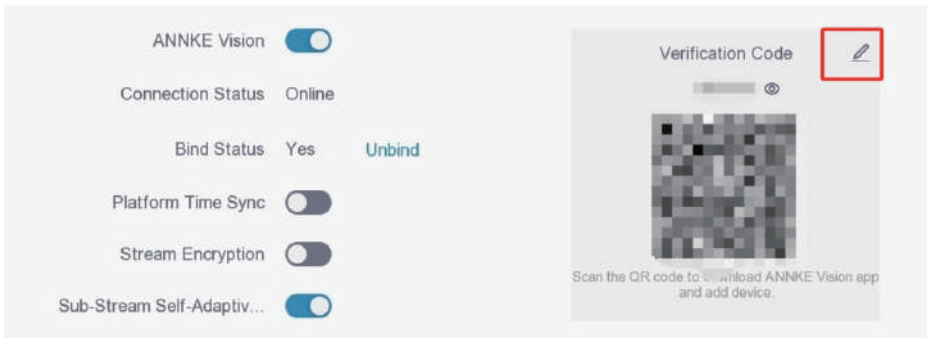 ANNKE Vision
Connection Status Online
Bind Status Yes Unbind
Platform Time Sync
Stream Encryption
Sub-Stream Self-Adaptiv...
Verification Code
Scan the QR code to ANNKE Vision app
and add device.